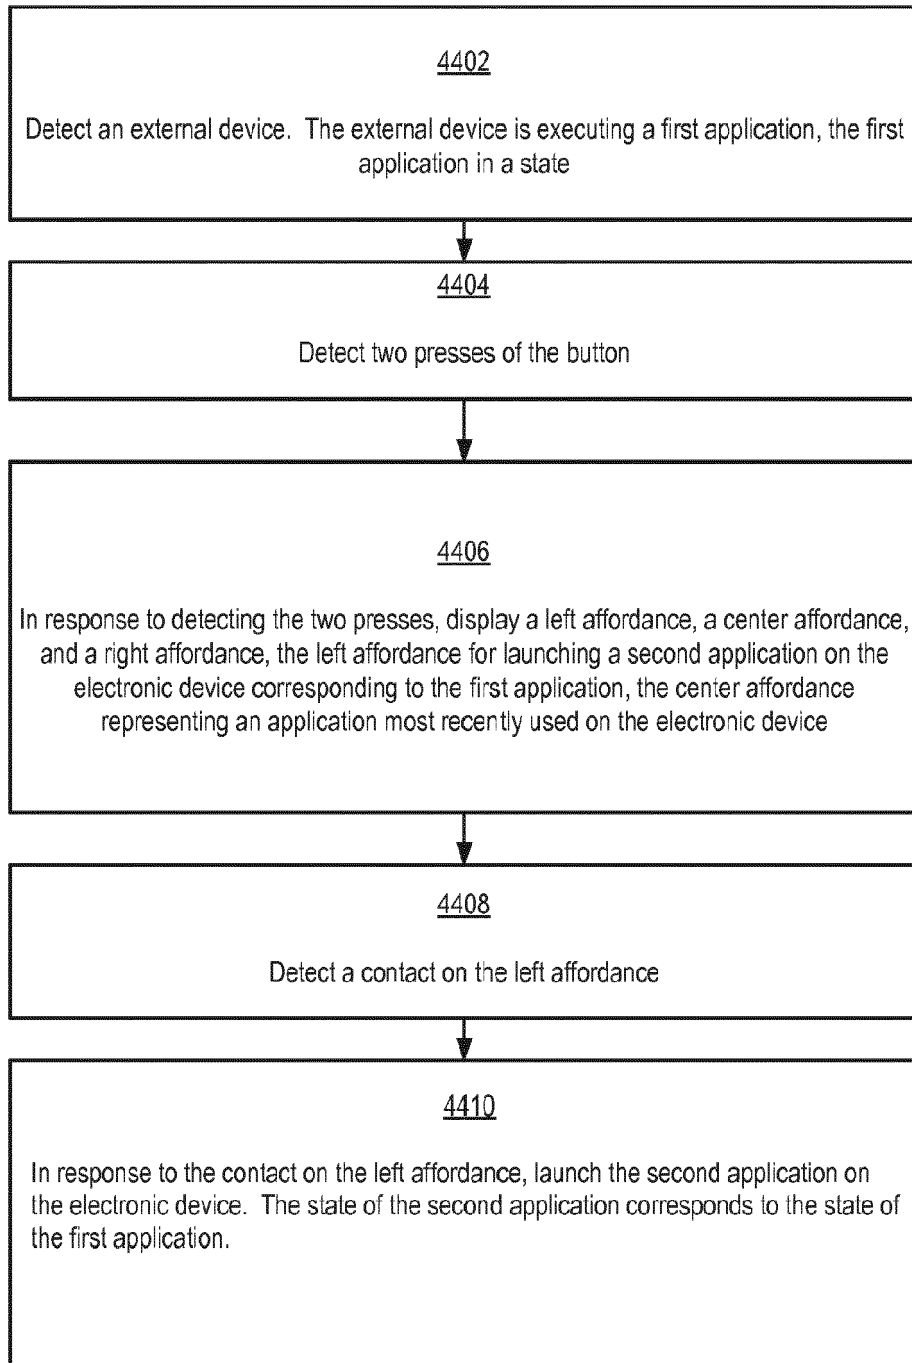 4402
Detect an external device. The external device is executing a first application, the first
application in a state
4404
Detect two presses of the button
4406
In response to detecting the two presses, display a left affordance, a center affordance,
and a right affordance, the left affordance for launching a second application on the
electronic device corresponding to the first application, the center affordance
representing an application most recently used on the electronic device
4408
Detect a contact on the left affordance
4410
In response to the contact on the left affordance, launch the second application on
the electronic device. The state of the second application corresponds to the state of
the first application.